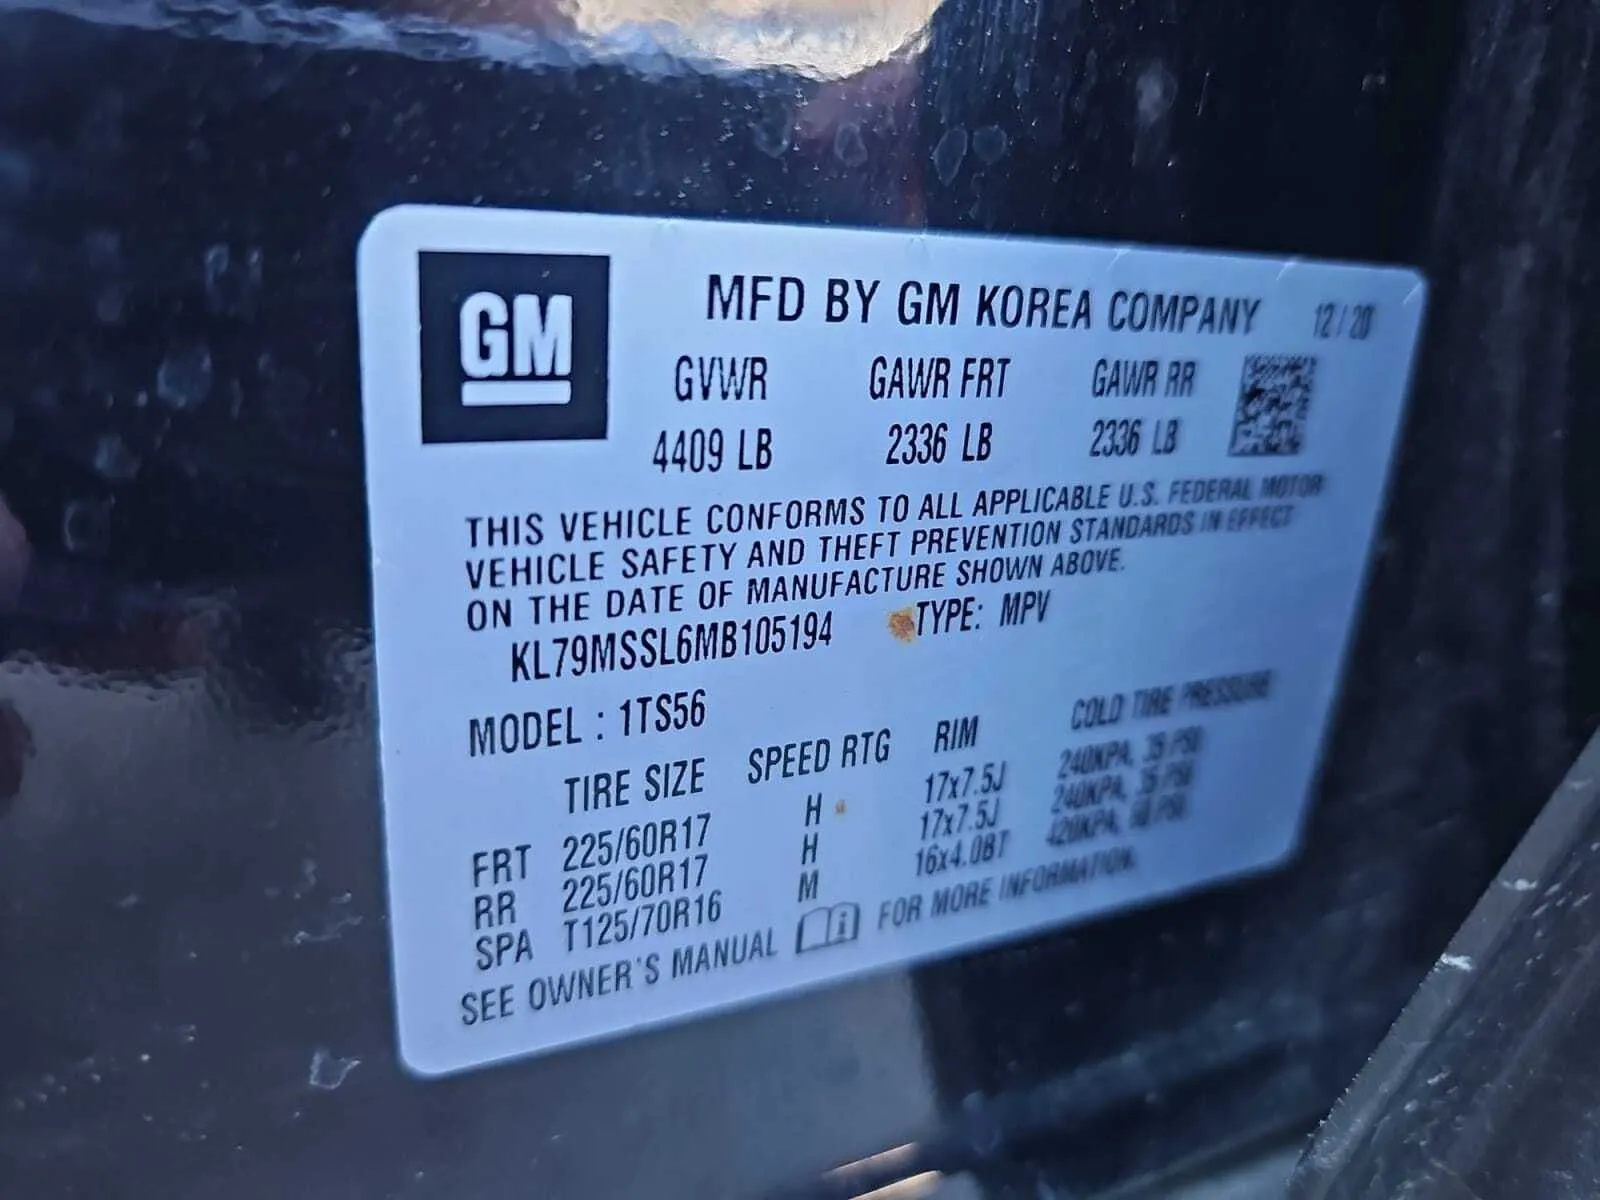 GM
MFD BY GM KOREA COMPANY 12/20
GVWR GAWR FRT GAWR RR
4409 LB 2336 LB 2336 LB
THIS VEHICLE CONFORMS TO ALL APPLICABLE U.S. FEDERAL MOTOR
VEHICLE SAFETY AND THEFT PREVENTION STANDARDS IN EFFECT
ON THE DATE OF MANUFACTURE SHOWN ABOVE.
KL79MSSL6MB105194 TYPE: MPV
MODEL : 1TS56
TIRE SIZE SPEED RTG RIM COLD TIRE PRESSURE
FRT 225/60R17 H 17x7.5J 240KPA, 35 PSI
RR 225/60R17 H 17x7.5J 240KPA, 35 PSI
SPA T125/70R16 M 16x4.0BT 420KPA, 60 PSI
SEE OWNER'S MANUAL FOR MORE INFORMATION.